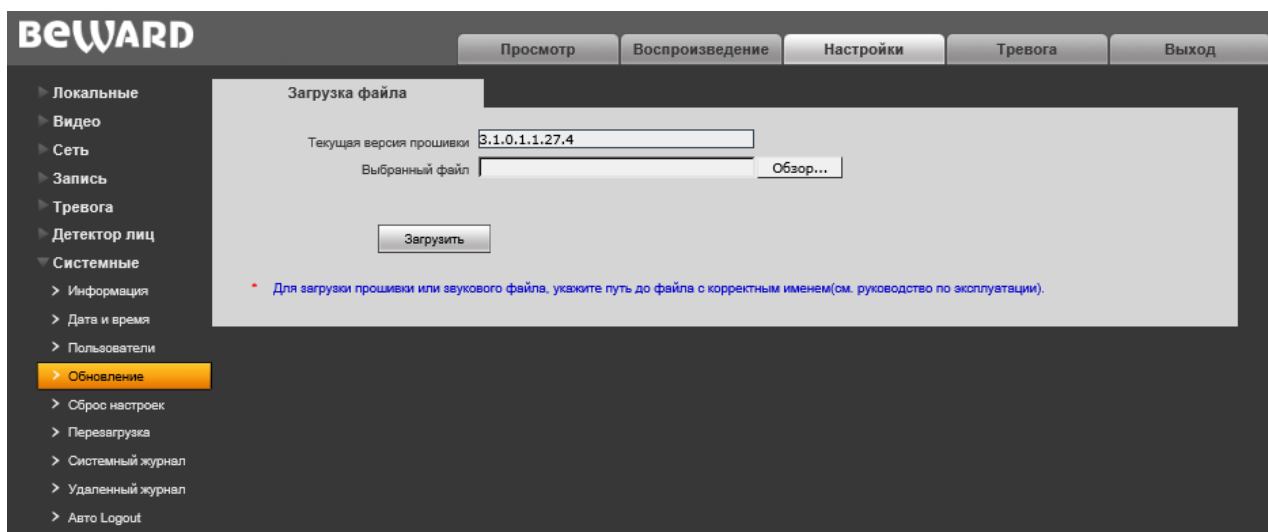 BEWARD
Просмотр Воспроизведение Настройки Тревога Выход
Локальные
Видео
Сеть
Запись
Тревога
Детектор лиц
Системные
Информация
Дата и время
Пользователи
Обновление
Сброс настроек
Перезагрузка
Системный журнал
Удаленный журнал
Авто Logout
Загрузка файла
Текущая версия прошивки 3.1.0.1.1.27.4
Выбранный файл Обзор...
Загрузить
* Для загрузки прошивки или звукового файла, укажите путь до файла с корректным именем(см. руководство по эксплуатации).